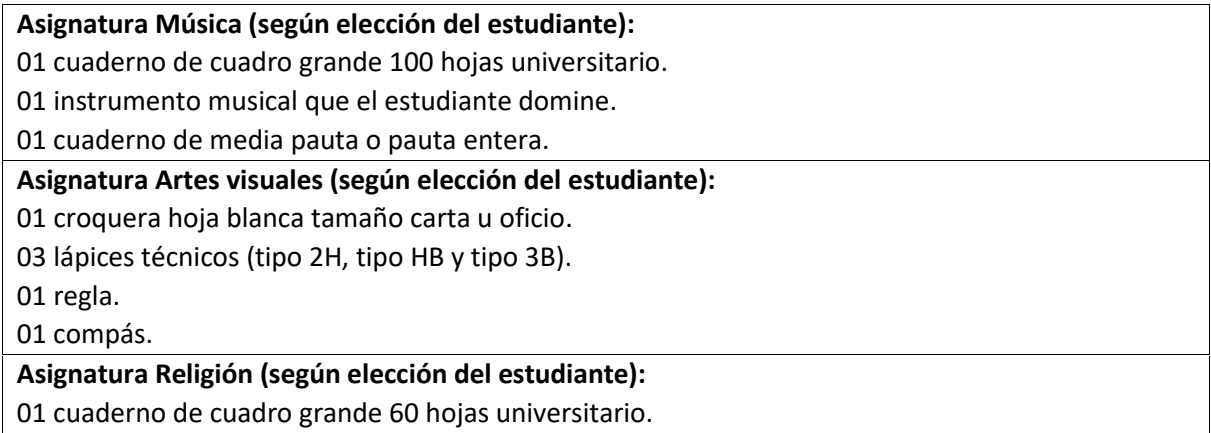 Asignatura Música (según elección del estudiante):
01 cuaderno de cuadro grande 100 hojas universitario.
01 instrumento musical que el estudiante domine.
01 cuaderno de media pauta o pauta entera.
Asignatura Artes visuales (según elección del estudiante):
01 croquera hoja blanca tamaño carta u oficio.
03 lápices técnicos (tipo 2H, tipo HB y tipo 3B).
01 regla.
01 compás.
Asignatura Religión (según elección del estudiante):
01 cuaderno de cuadro grande 60 hojas universitario.